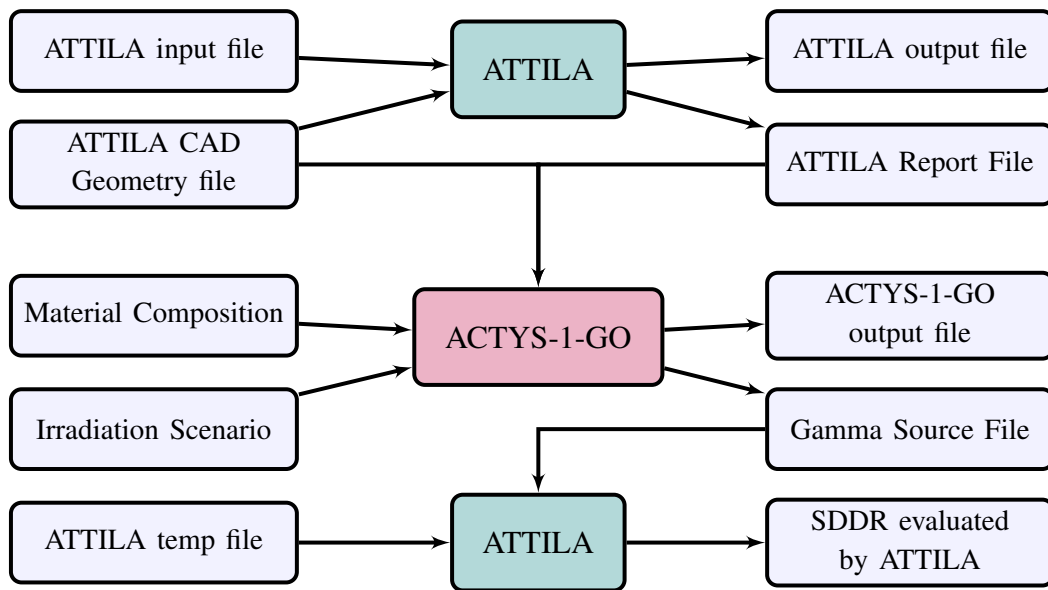 ATTILA input file
ATTILA
ATTILA output file
ATTILA CAD
Geometry file
ATTILA Report File
Material Composition
ACTYS-1-GO
ACTYS-1-GO
output file
Irradiation Scenario
Gamma Source File
ATTILA temp file
ATTILA
SDDR evaluated
by ATTILA